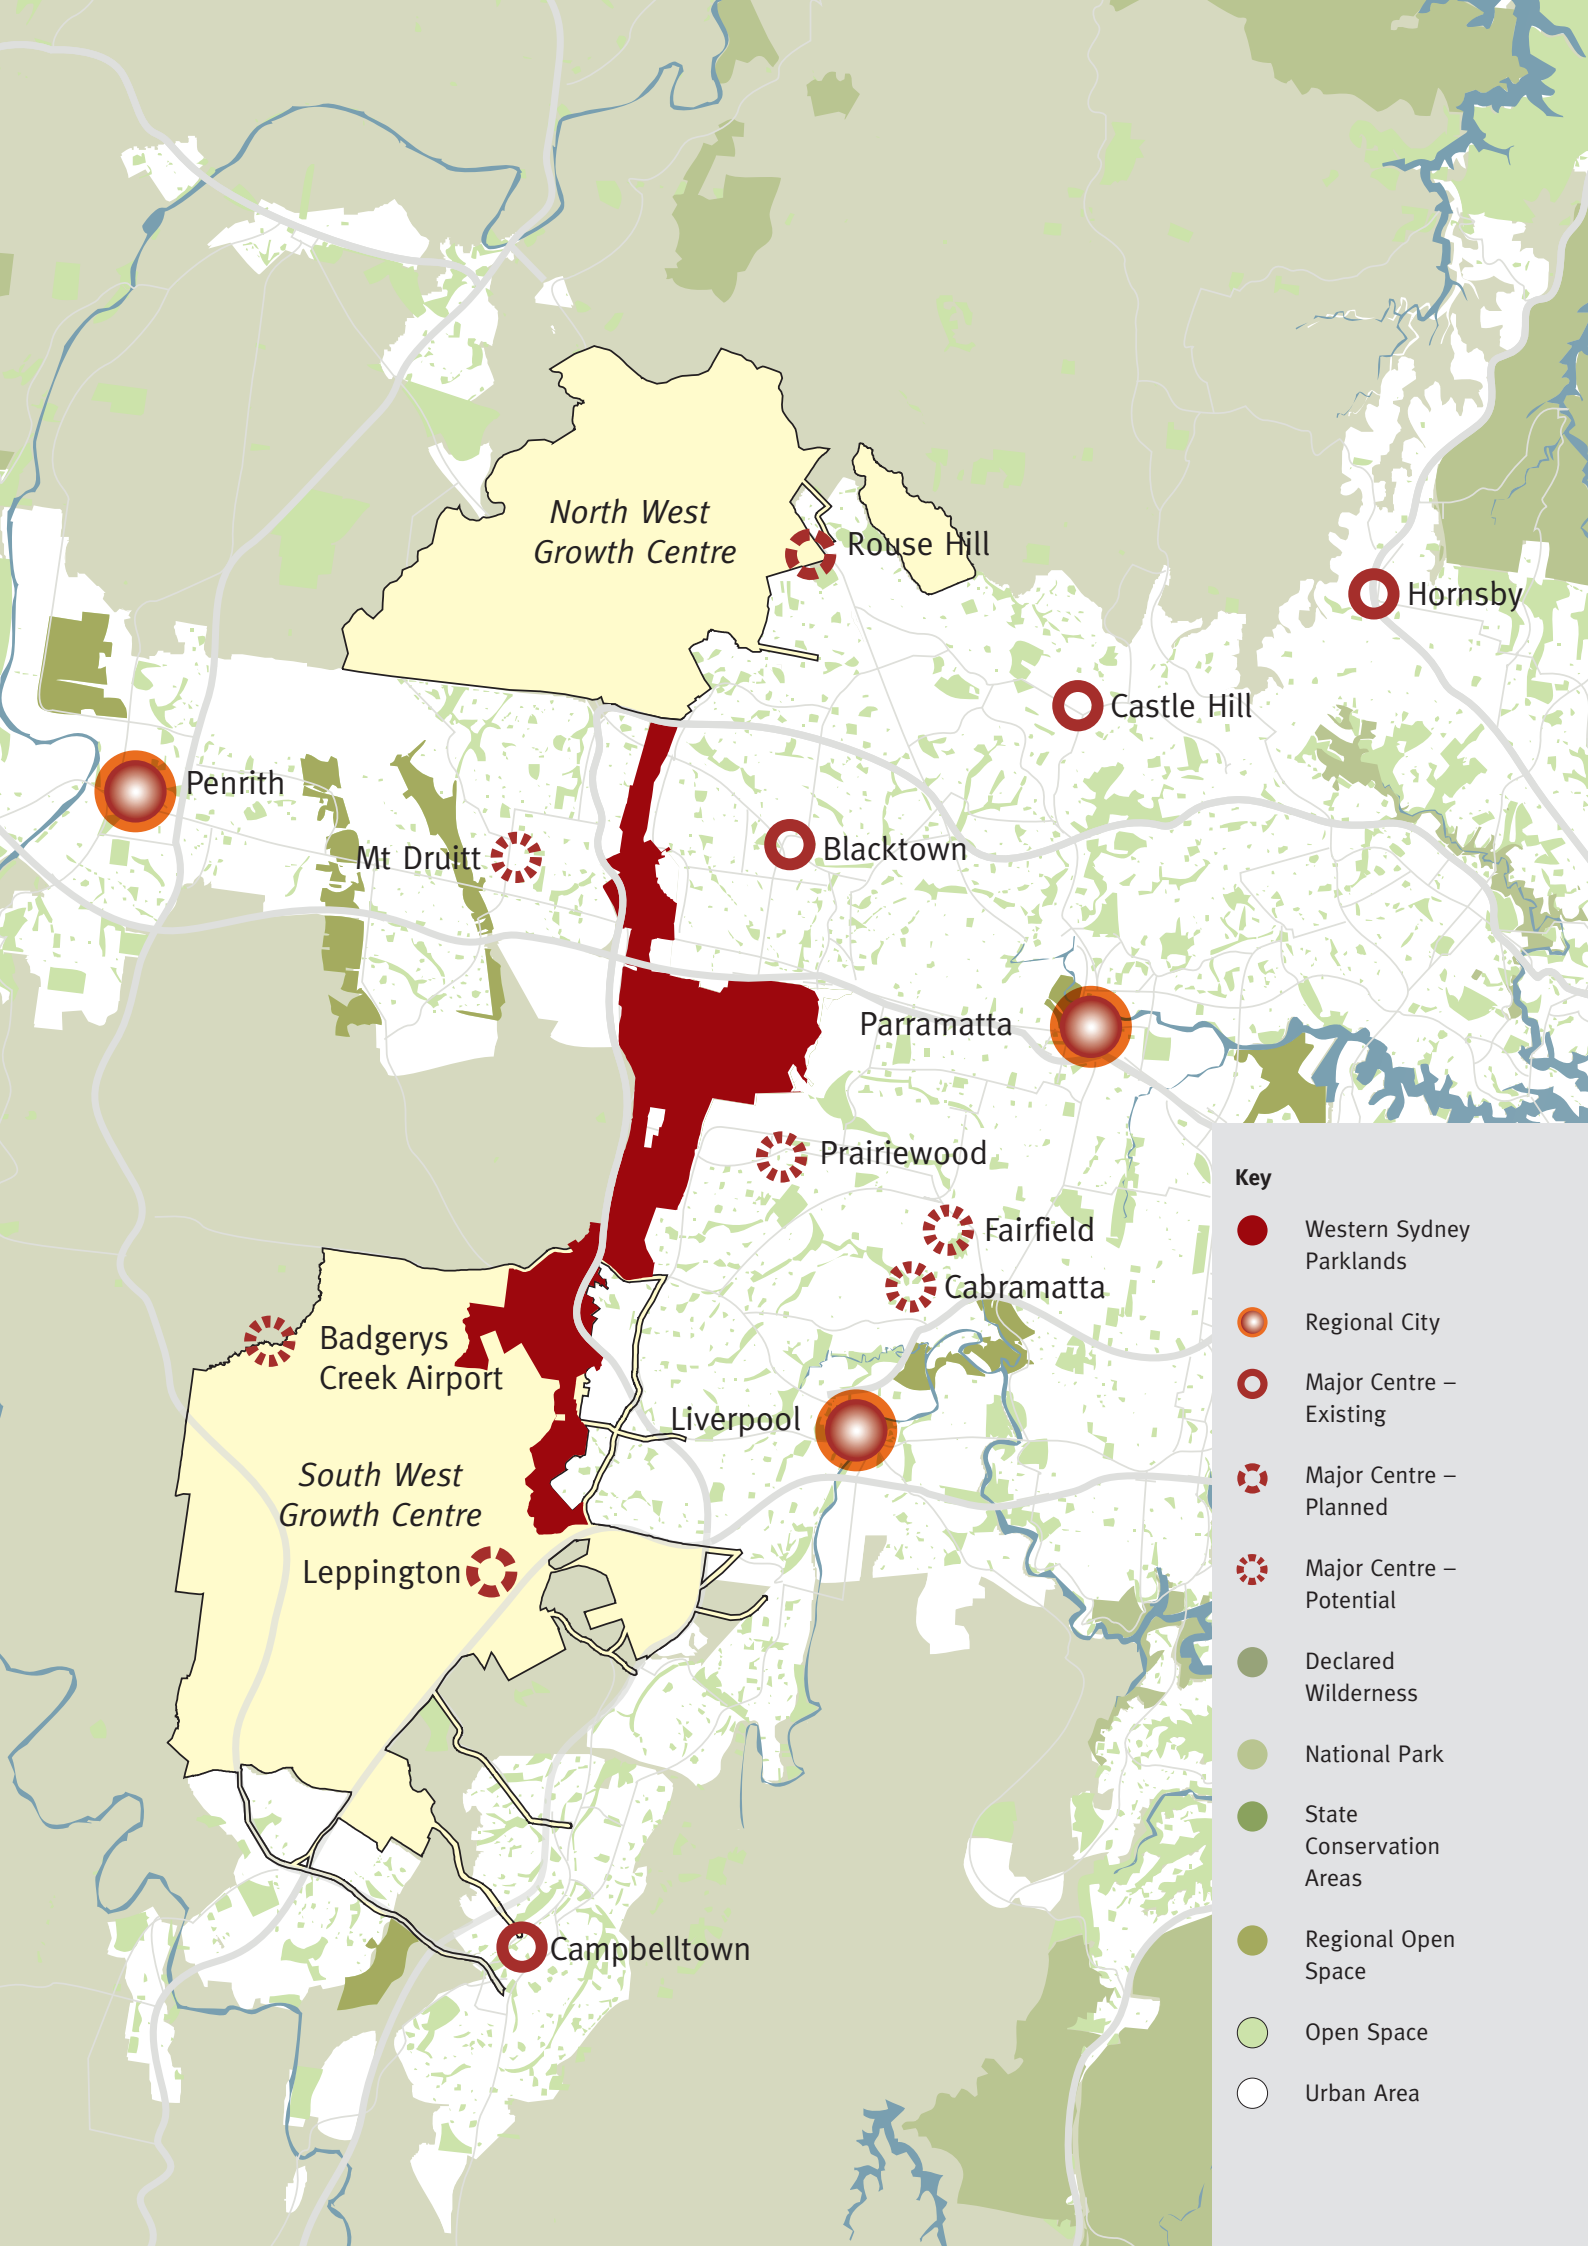 North West
Growth Centre
Rouse Hill
Hornsby
Castle Hill
Penrith
Mt Druitt
Blacktown
Parramatta
Prairiewood
Fairfield
Cabramatta
Badgerys
Creek Airport
Liverpool
South West
Growth Centre
Leppington
Campbelltown
Key
Western Sydney
Parklands
Regional City
Major Centre –
Existing
Major Centre –
Planned
Major Centre –
Potential
Declared
Wilderness
National Park
State
Conservation
Areas
Regional Open
Space
Open Space
Urban Area